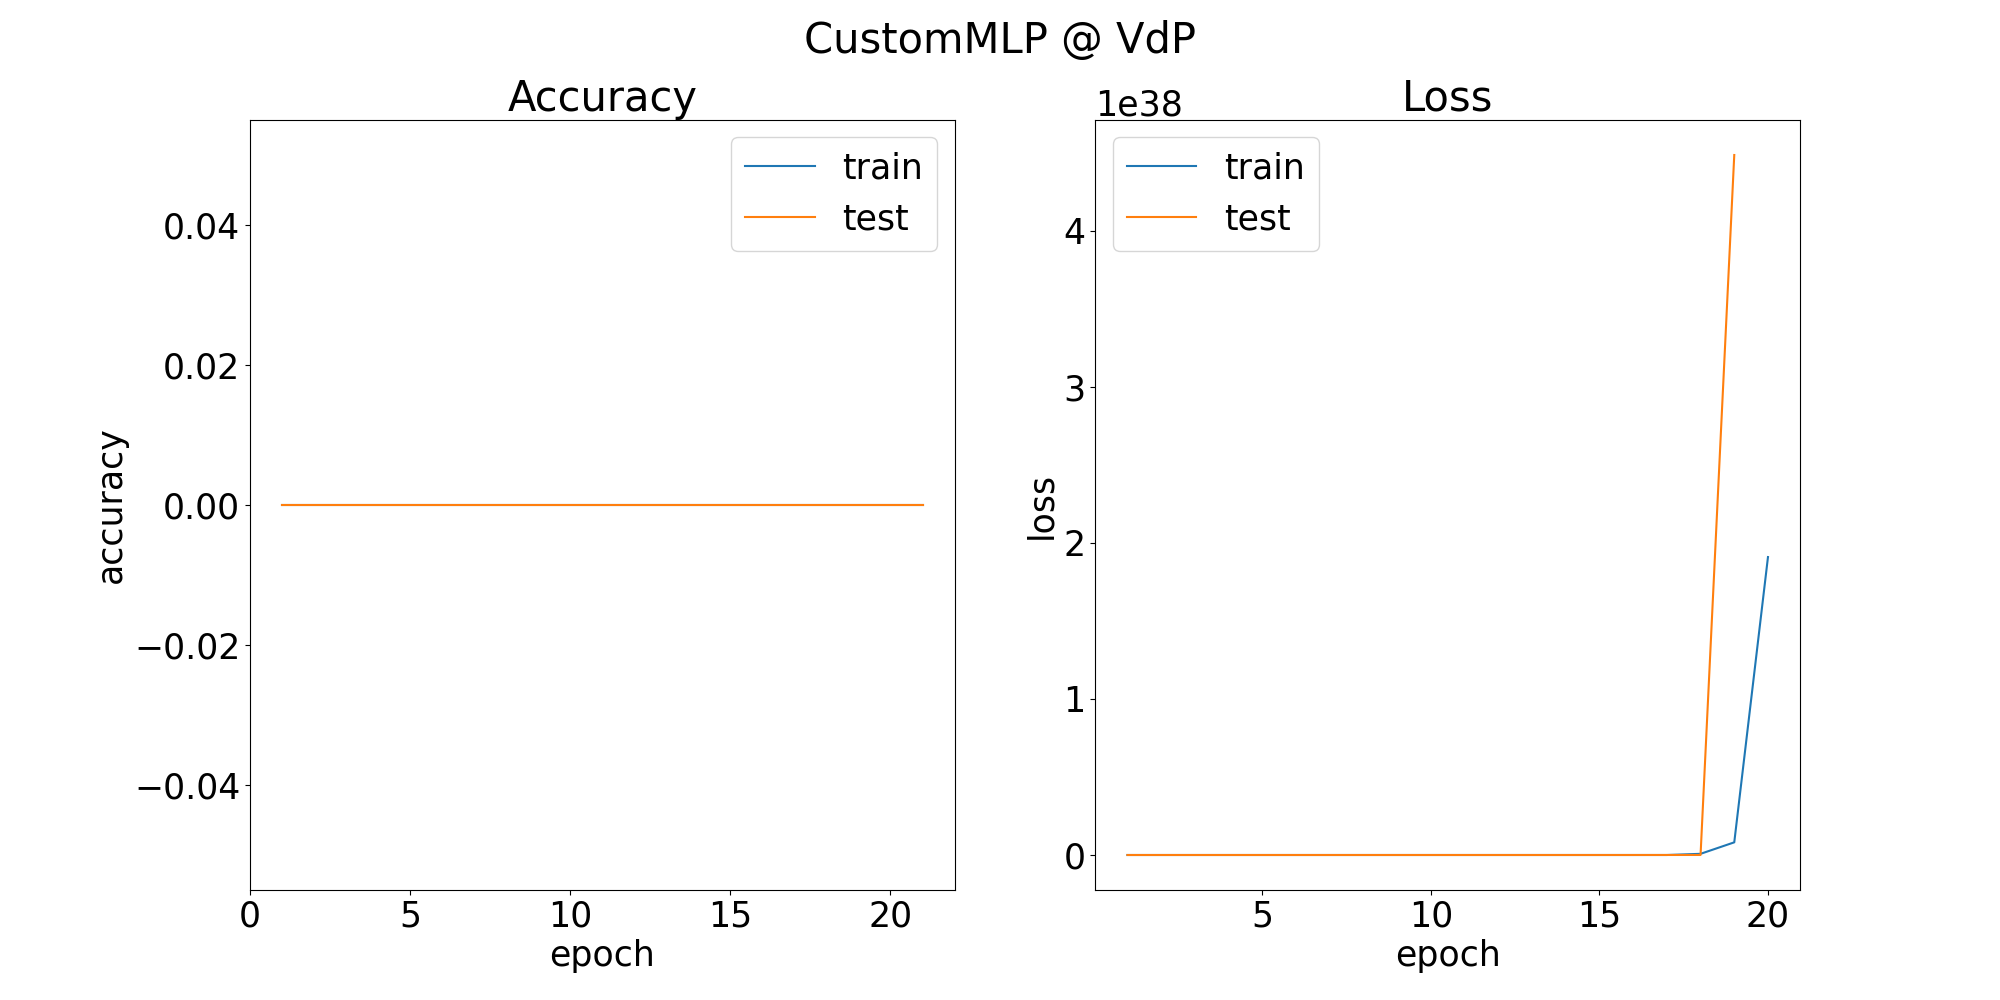 CustomMLP @ VdP
Accuracy
train
test
0.04
0.02
0.00
−0.02
−0.04
accuracy
0 5 10 15 20
epoch
Loss
1e38
train
test
4
3
2
1
0
loss
5 10 15 20
epoch